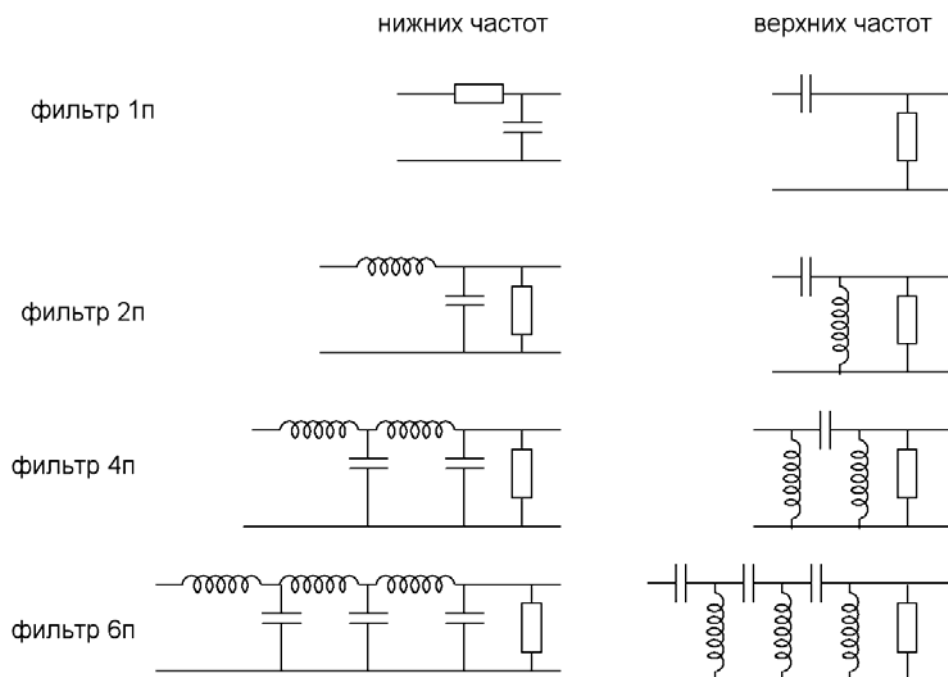 нижних частот
верхних частот
фильтр 1п
фильтр 2п
фильтр 4п
фильтр 6п